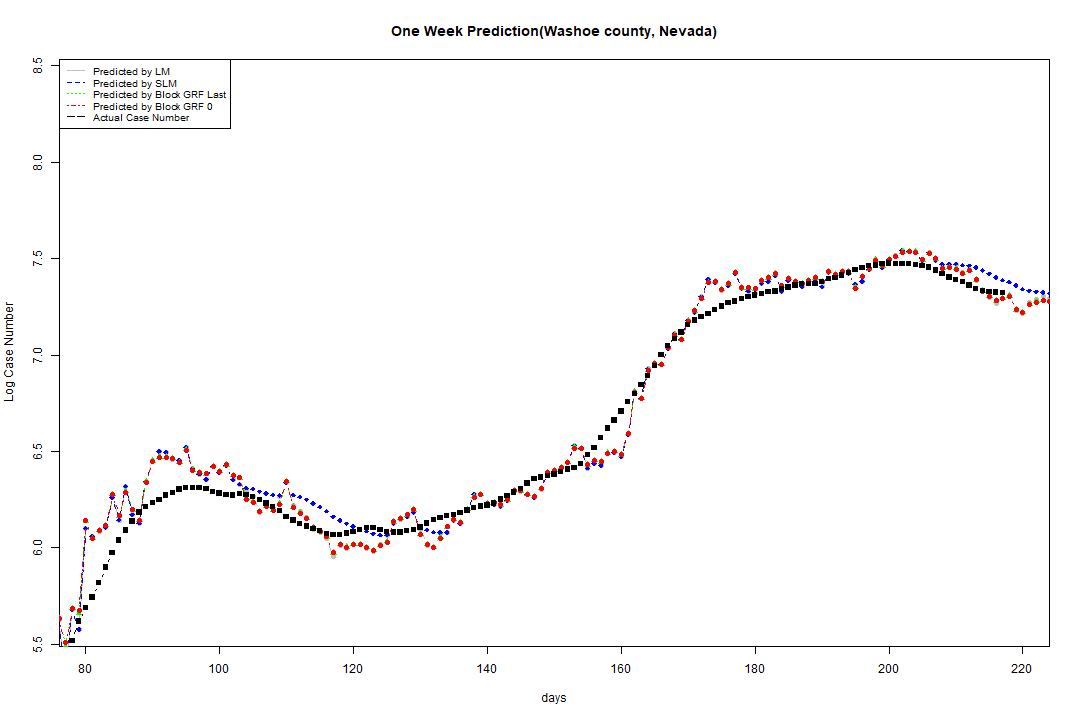 One Week Prediction(Washoe county, Nevada)
Predicted by LM
Predicted by SLM
Predicted by Block GRF Last
Predicted by Block GRF 0
Actual Case Number
8.5
8.0
7.5
7.0
6.5
6.0
5.5
Log Case Number
80 100 120 140 160 180 200 220
days